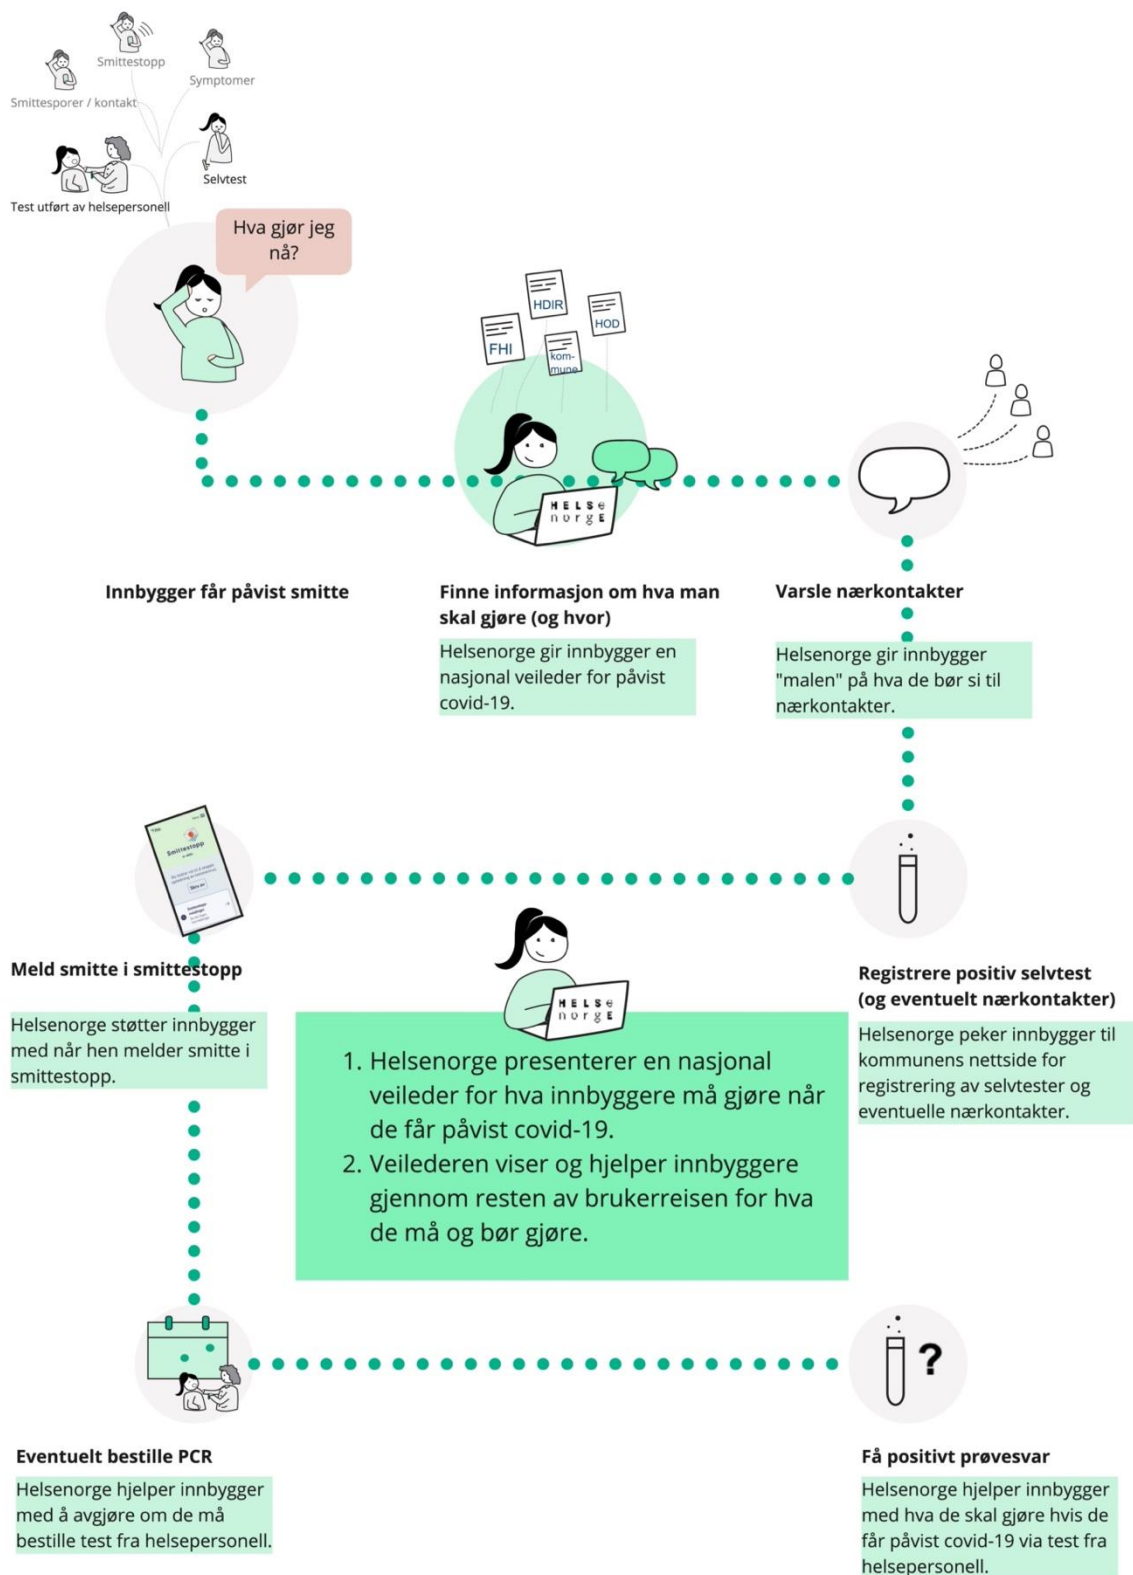 Smittestopp
Symptomer
Smittesporer / kontakt
Selvtest
Test utført av helsepersonell
Hva gjør jeg
nå?
HDIR
HOD
FHI
kom-
mune
HELSe
norgE
Innbygger får påvist smitte
Finne informasjon om hva man
skal gjøre (og hvor)
Helsenorge gir innbygger en
nasjonal veileder for påvist
covid-19.
Varsle nærkontakter
Helsenorge gir innbygger
"malen" på hva de bør si til
nærkontakter.
Smittestopp
Meld smitte i smittestopp
Helsenorge støtter innbygger
med når hen melder smitte i
smittestopp.
Registrere positiv selvtest
(og eventuelt nærkontakter)
Helsenorge peker innbygger til
kommunens nettside for
registrering av selvtester og
eventuelle nærkontakter.
HELSe
norgE
1. Helsenorge presenterer en nasjonal
veileder for hva innbyggere må gjøre når
de får påvist covid-19.
2. Veilederen viser og hjelper innbyggere
gjennom resten av brukerreisen for hva
de må og bør gjøre.
?
Eventuelt bestille PCR
Helsenorge hjelper innbygger
med å avgjøre om de må
bestille test fra helsepersonell.
Få positivt prøvesvar
Helsenorge hjelper innbygger
med hva de skal gjøre hvis de
får påvist covid-19 via test fra
helsepersonell.